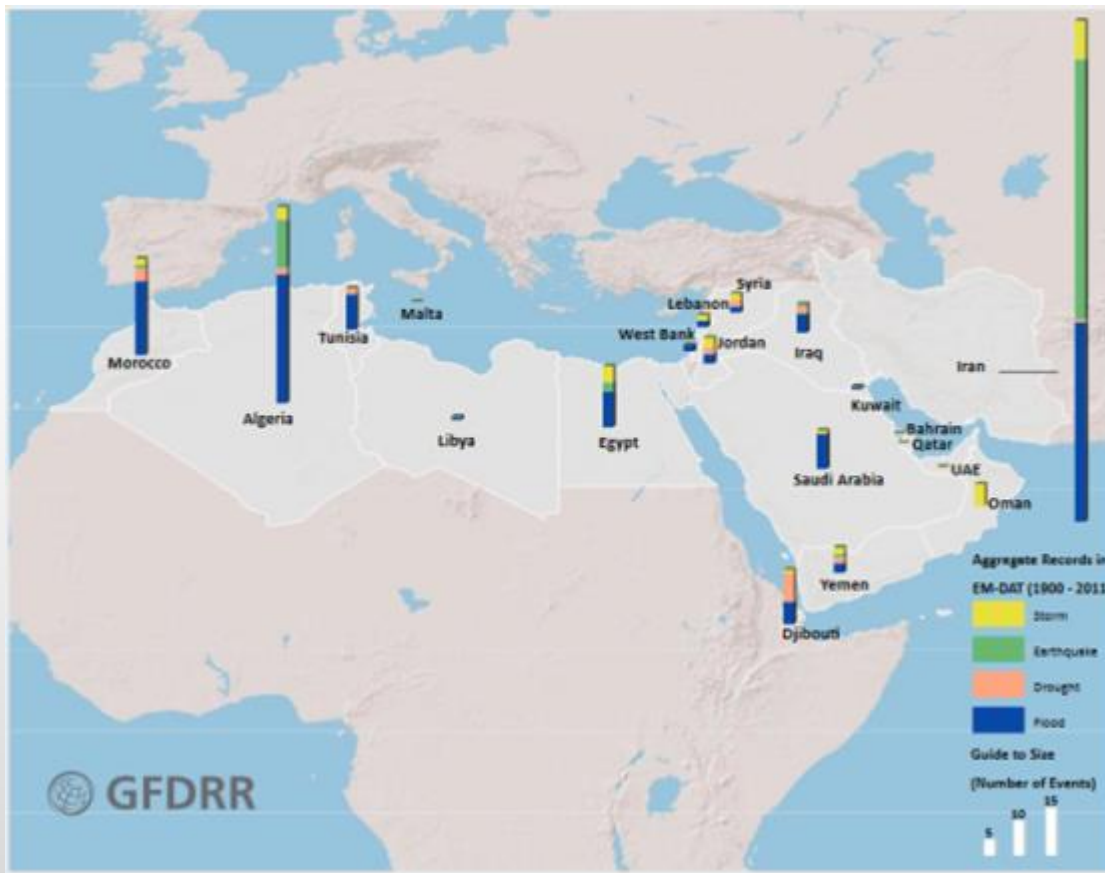 Syria
Lebanon
Malta
West Bank
Jordan
Tunisia
Iraq
Morocco
Iran
Kuwait
Algeria
Libya
Egypt
Bahrain
Qatar
UAE
Saudi Arabia
Oman
Yemen
Djibouti
Aggregate Records in
EM-DAT (1900 - 2011
Storm
Earthquake
Drought
Flood
Guide to Size
(Number of Events)
5 10 15
GFDRR